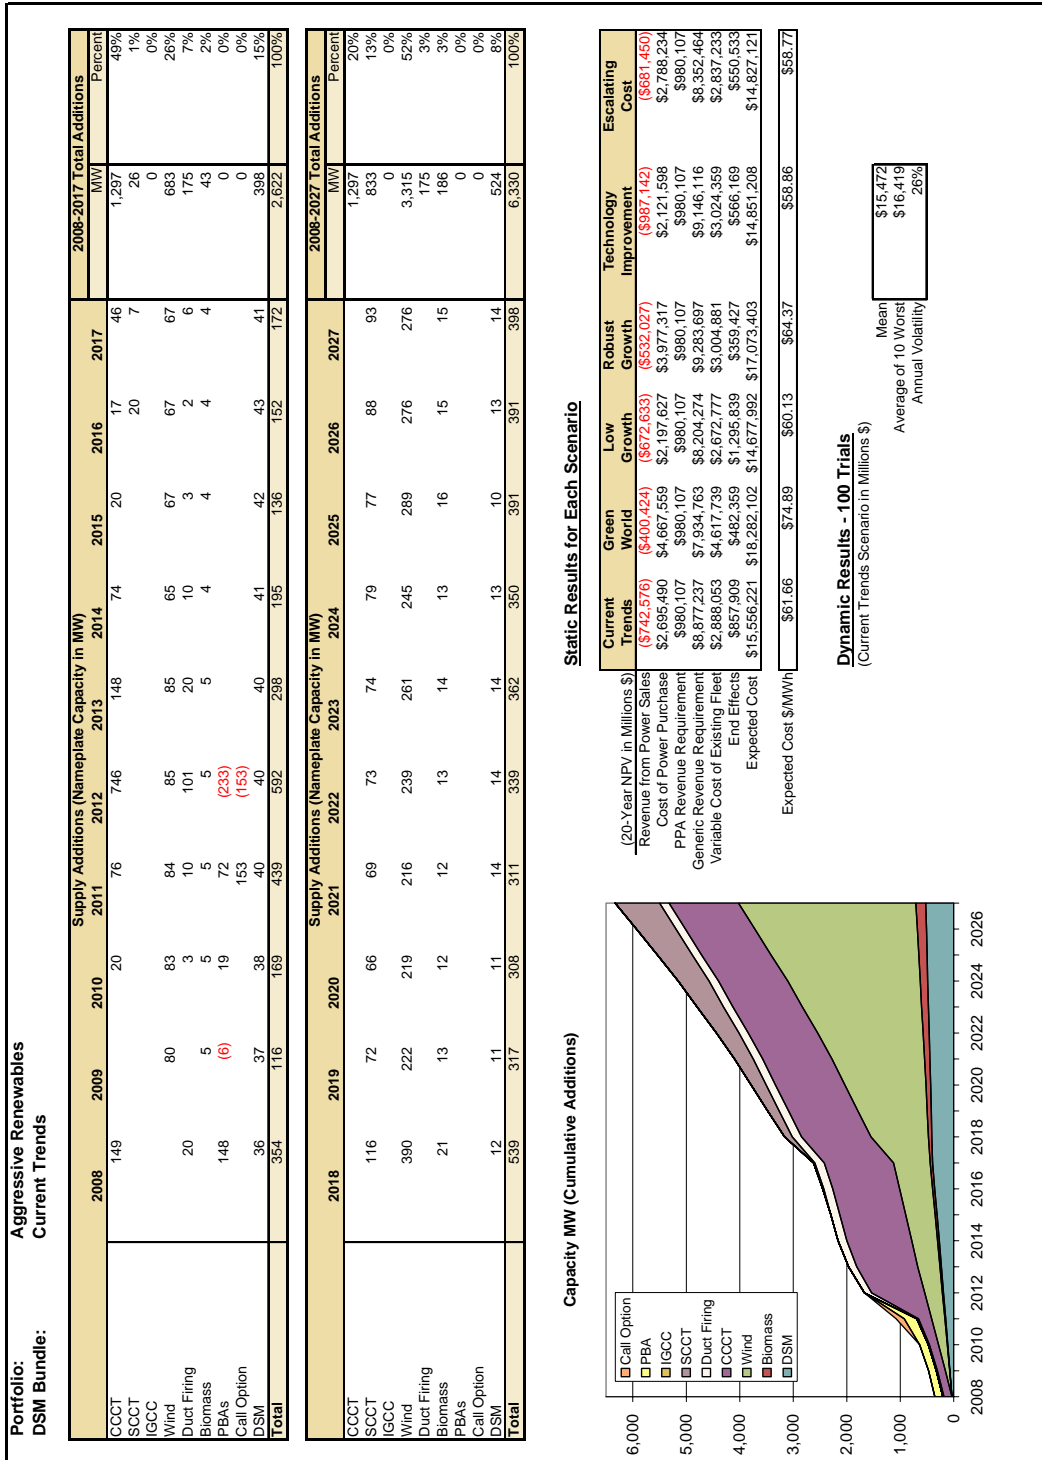 Portfolio: Aggressive Renewables
DSM Bundle: Current Trends
Supply Additions (Nameplate Capacity in MW) 2008-2017 Total Additions
2008 2009 2010 2011 2012 2013 2014 2015 2016 2017 MW Percent
CCCT 149 20 76 746 148 74 20 17 46 1,297 49%
SCCT 20 7 26 1%
IGCC 0 0%
Wind 80 83 84 85 85 65 67 67 67 683 26%
Duct Firing 20 3 10 101 20 10 3 2 6 175 7%
Biomass 5 5 5 5 5 4 4 4 4 43 2%
PBAs 148 (6) 19 72 (233) 0 0%
Call Option 153 (153) 0 0%
DSM 36 37 38 40 40 40 41 42 43 41 398 15%
Total 354 116 169 439 592 298 195 136 152 172 2,622 100%
Supply Additions (Nameplate Capacity in MW) 2008-2027 Total Additions
2018 2019 2020 2021 2022 2023 2024 2025 2026 2027 MW Percent
CCCT 1,297 20%
SCCT 116 72 66 69 73 74 79 77 88 93 833 13%
IGCC 0 0%
Wind 390 222 219 216 239 261 245 289 276 276 3,315 52%
Duct Firing 175 3%
Biomass 21 13 12 12 13 14 13 16 15 15 186 3%
PBAs 0 0%
Call Option 0 0%
DSM 12 11 11 14 14 14 13 10 13 14 524 8%
Total 539 317 308 311 339 362 350 391 391 398 6,330 100%
Capacity MW (Cumulative Additions)
Call Option
PBA
IGCC
SCCT
Duct Firing
CCCT
Wind
Biomass
DSM
6,000
5,000
4,000
3,000
2,000
1,000
0
2008 2010 2012 2014 2016 2018 2020 2022 2024 2026
Static Results for Each Scenario
(20-Year NPV in Millions $) Current Trends Green World Low Growth Robust Growth Technology Improvement Escalating Cost
Revenue from Power Sales ($742,576) ($400,424) ($672,633) ($532,027) ($987,142) ($681,450)
Cost of Power Purchase $2,695,490 $4,667,559 $2,197,627 $3,977,317 $2,121,598 $2,788,234
PPA Revenue Requirement $980,107 $980,107 $980,107 $980,107 $980,107 $980,107
Generic Revenue Requirement $8,877,237 $7,934,763 $8,204,274 $9,283,697 $9,146,116 $8,352,464
Variable Cost of Existing Fleet $2,888,053 $4,617,739 $2,672,777 $3,004,881 $3,024,359 $2,837,233
End Effects $857,909 $482,359 $1,295,839 $359,427 $566,169 $550,533
Expected Cost $15,556,221 $18,282,102 $14,677,992 $17,073,403 $14,851,208 $14,827,121
Expected Cost $/MWh $61.66 $74.89 $60.13 $64.37 $58.86 $58.77
Dynamic Results - 100 Trials
(Current Trends Scenario in Millions $)
Mean $15,472
Average of 10 Worst $16,419
Annual Volatility 26%